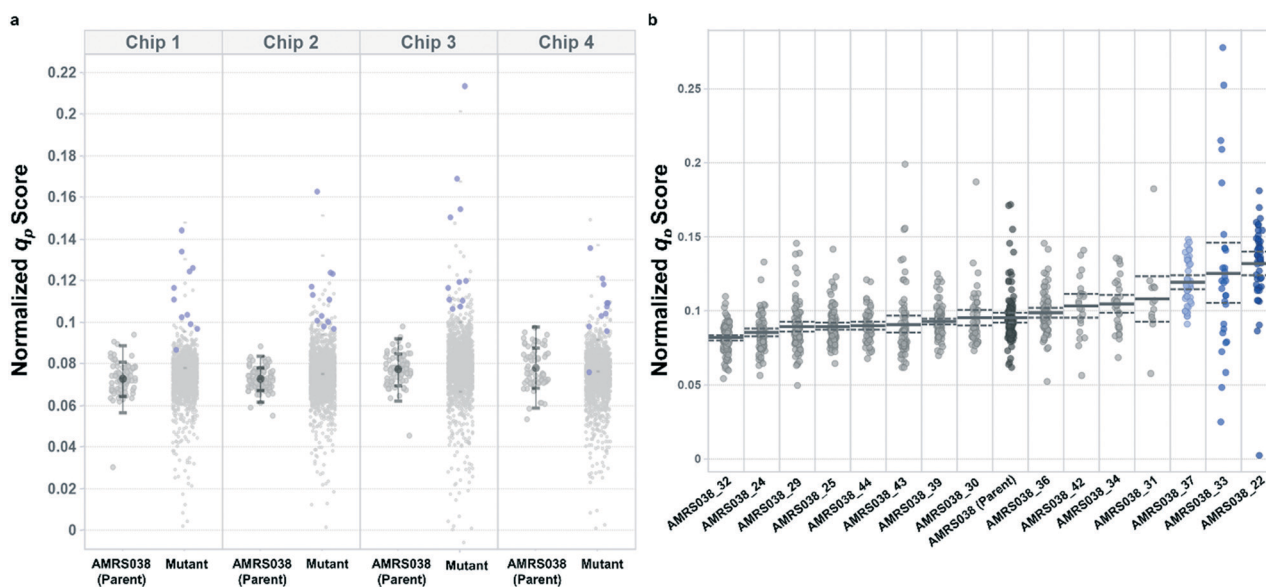 a
Chip 1 Chip 2 Chip 3 Chip 4
Normalized qp Score
0.22
0.2
0.18
0.16
0.14
0.12
0.1
0.08
0.06
0.04
0.02
0
AMRS038 Mutant AMRS038 Mutant AMRS038 Mutant AMRS038 Mutant
(Parent) (Parent) (Parent) (Parent)
b
Normalized qp Score
0.25
0.2
0.15
0.1
0.05
0
AMRS038_32
AMRS038_24
AMRS038_29
AMRS038_25
AMRS038_44
AMRS038_43
AMRS038_39
AMRS038_30
AMRS038 (Parent)
AMRS038_36
AMRS038_42
AMRS038_34
AMRS038_31
AMRS038_37
AMRS038_33
AMRS038_22